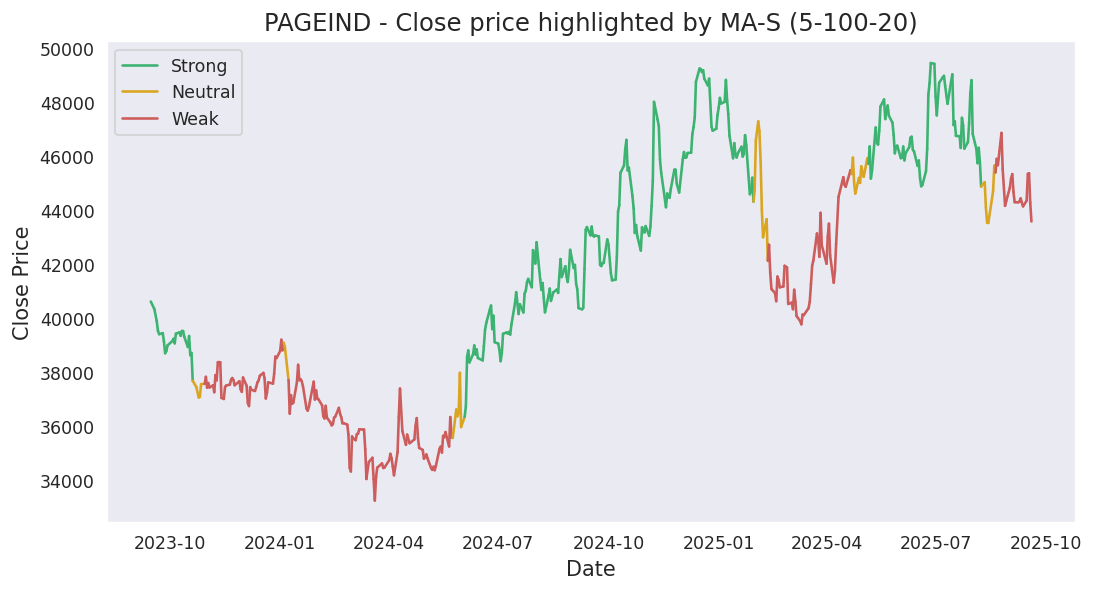 PAGEIND - Close price highlighted by MA-S (5-100-20)
50000
48000
46000
44000
42000
40000
38000
36000
34000
Close Price
Strong
Neutral
Weak
2023-10 2024-01 2024-04 2024-07 2024-10 2025-01 2025-04 2025-07 2025-10
Date